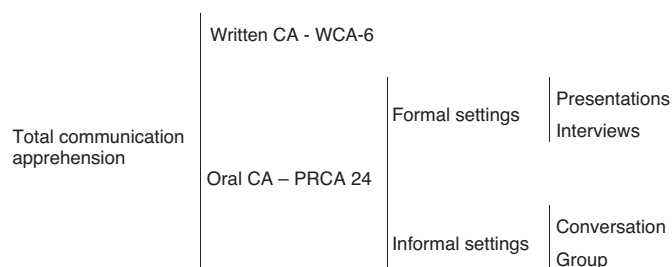 Written CA - WCA-6
Total communication
apprehension
Oral CA – PRCA 24
Formal settings
Presentations
Interviews
Informal settings
Conversation
Group